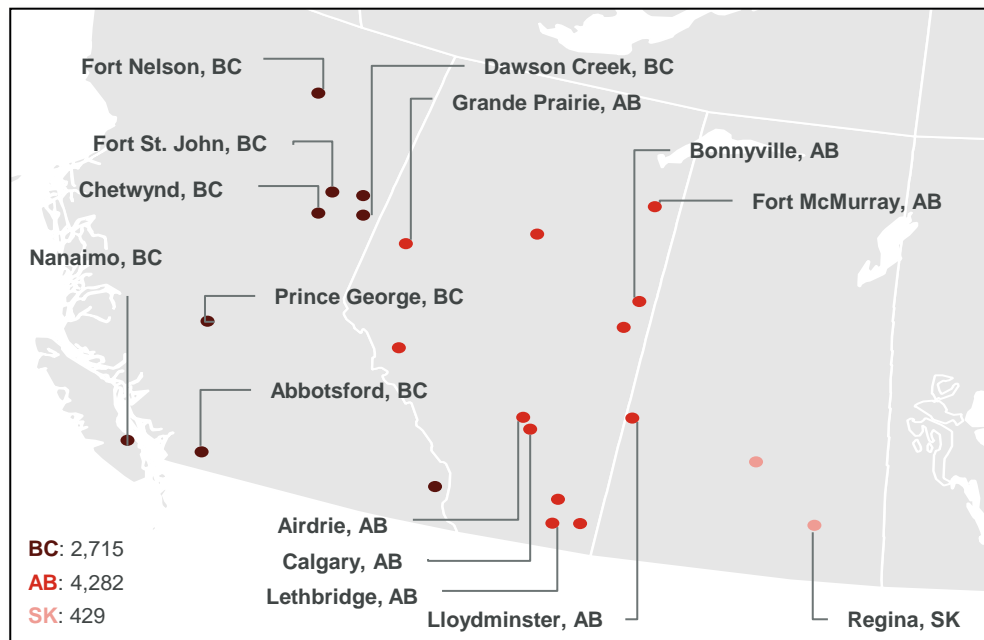 Fort Nelson, BC
Dawson Creek, BC
Grande Prairie, AB
Fort St. John, BC
Bonnyville, AB
Chetwynd, BC
Fort McMurray, AB
Nanaimo, BC
Prince George, BC
Abbotsford, BC
Airdrie, AB
BC: 2,715
Calgary, AB
AB: 4,282
Lethbridge, AB
SK: 429
Lloydminster, AB
Regina, SK